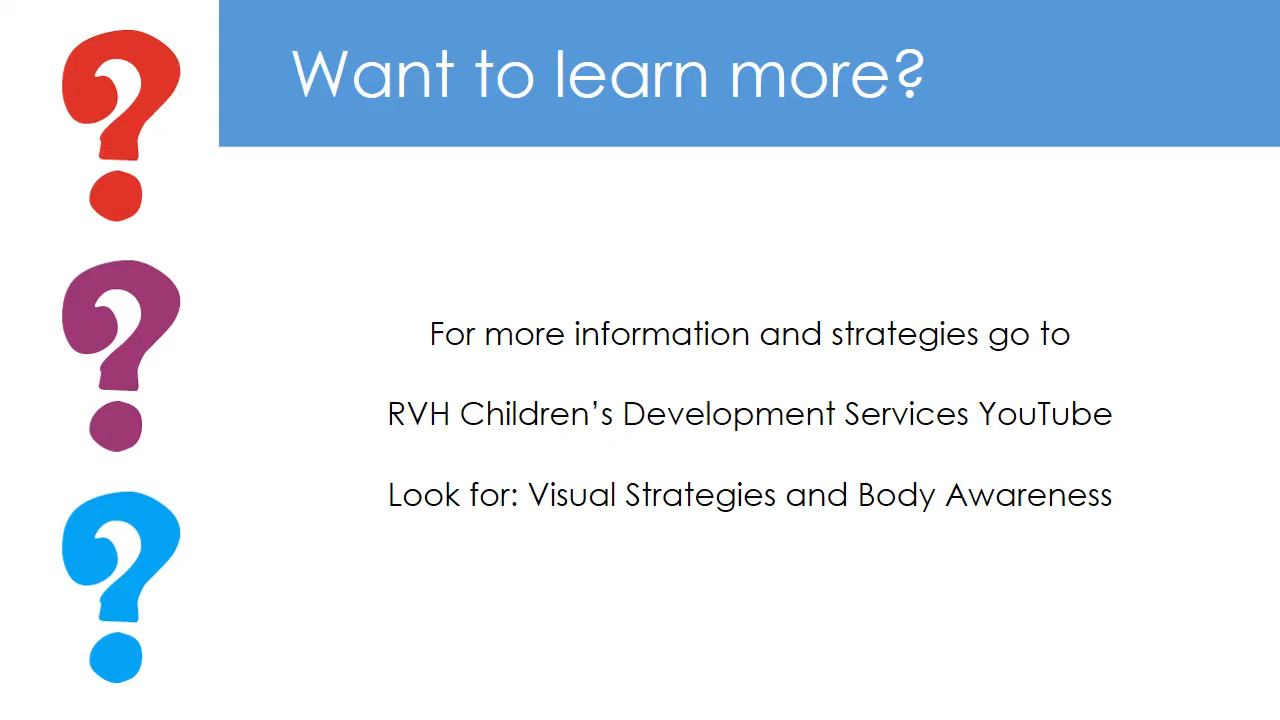 Want to learn more?
For more information and strategies go to
RVH Children’s Development Services YouTube
Look for: Visual Strategies and Body Awareness